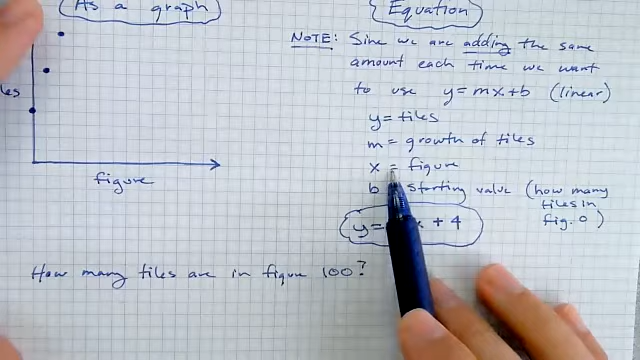 As a graph
Equation
NOTE: Sine we are adding the same
amount each time we want
to use y=mx+b (linear)
y=tiles
m=growth of tiles
x=figure
b starting value (how many
tiles in
fig. 0)
y= x + 4
figure
How many tiles are in figure 100?